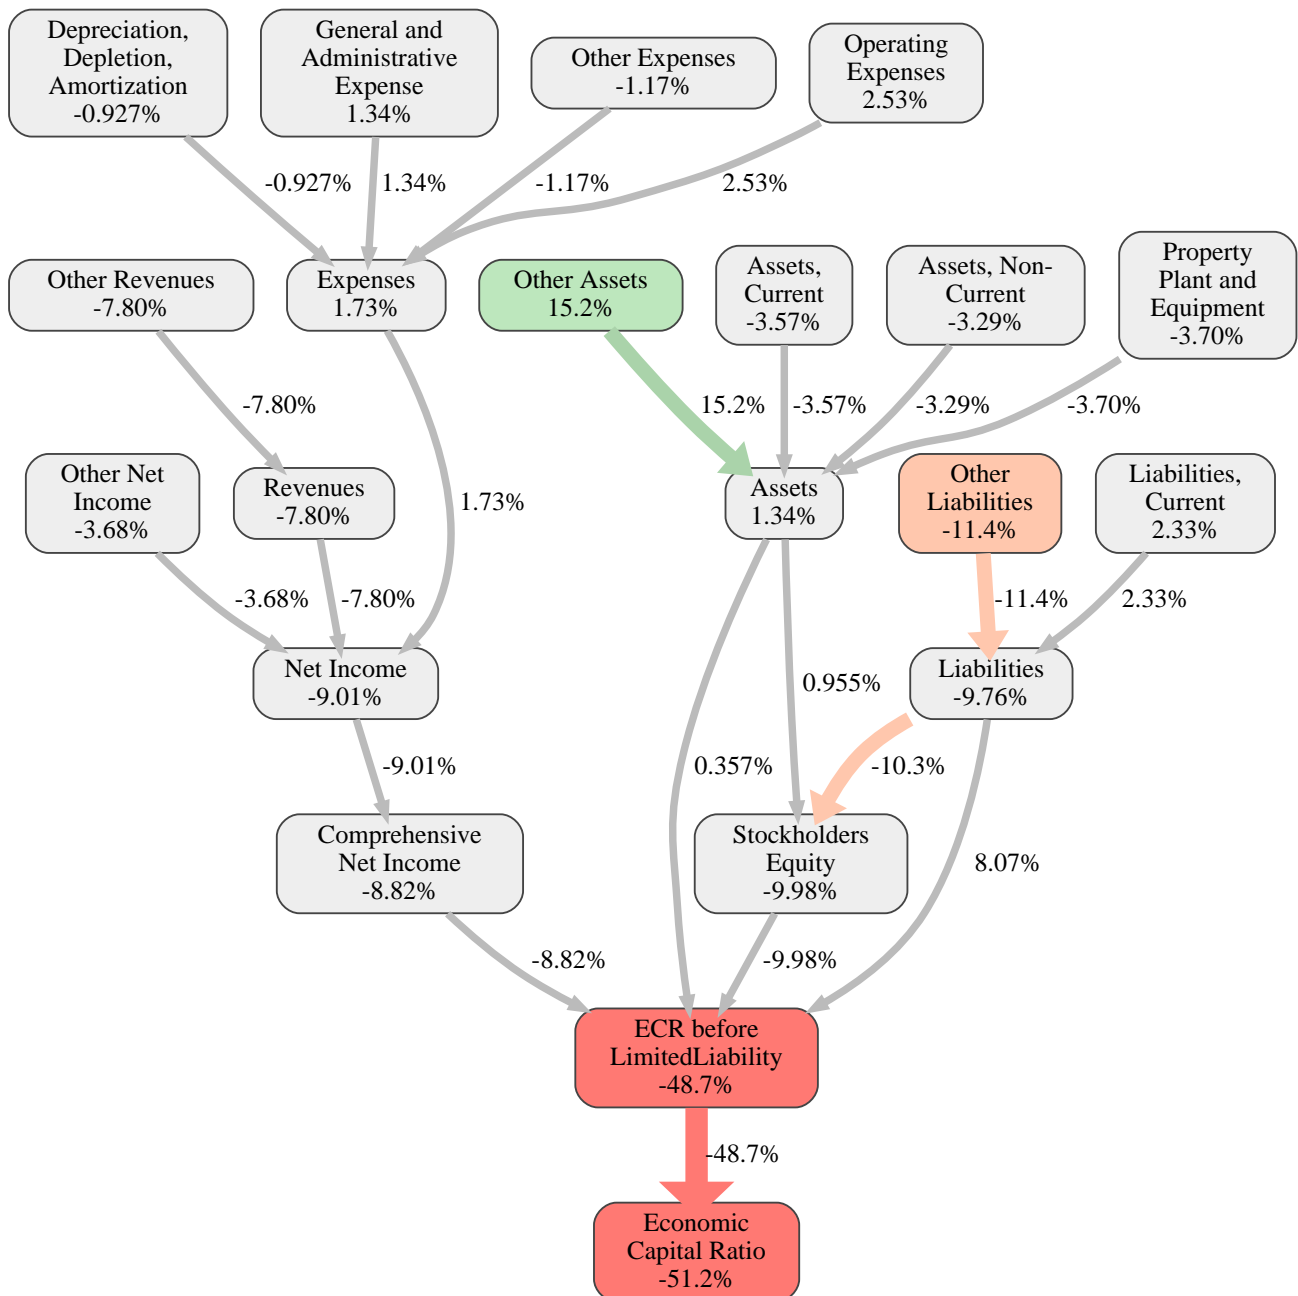 Depreciation,
Depletion,
Amortization
-0.927%
General and
Administrative
Expense
1.34%
Other Expenses
-1.17%
Operating
Expenses
2.53%
-0.927%
1.34%
-1.17%
2.53%
Other Revenues
-7.80%
Expenses
1.73%
Other Assets
15.2%
Assets,
Current
-3.57%
Assets, Non-
Current
-3.29%
Property
Plant and
Equipment
-3.70%
-7.80%
15.2%
-3.57%
-3.29%
-3.70%
Other Net
Income
-3.68%
Revenues
-7.80%
1.73%
Assets
1.34%
Other
Liabilities
-11.4%
Liabilities,
Current
2.33%
-3.68%
-7.80%
-11.4%
2.33%
Net Income
-9.01%
0.955%
Liabilities
-9.76%
-9.01%
0.357%
-10.3%
Comprehensive
Net Income
-8.82%
Stockholders
Equity
-9.98%
8.07%
-8.82%
-9.98%
ECR before
LimitedLiability
-48.7%
-48.7%
Economic
Capital Ratio
-51.2%